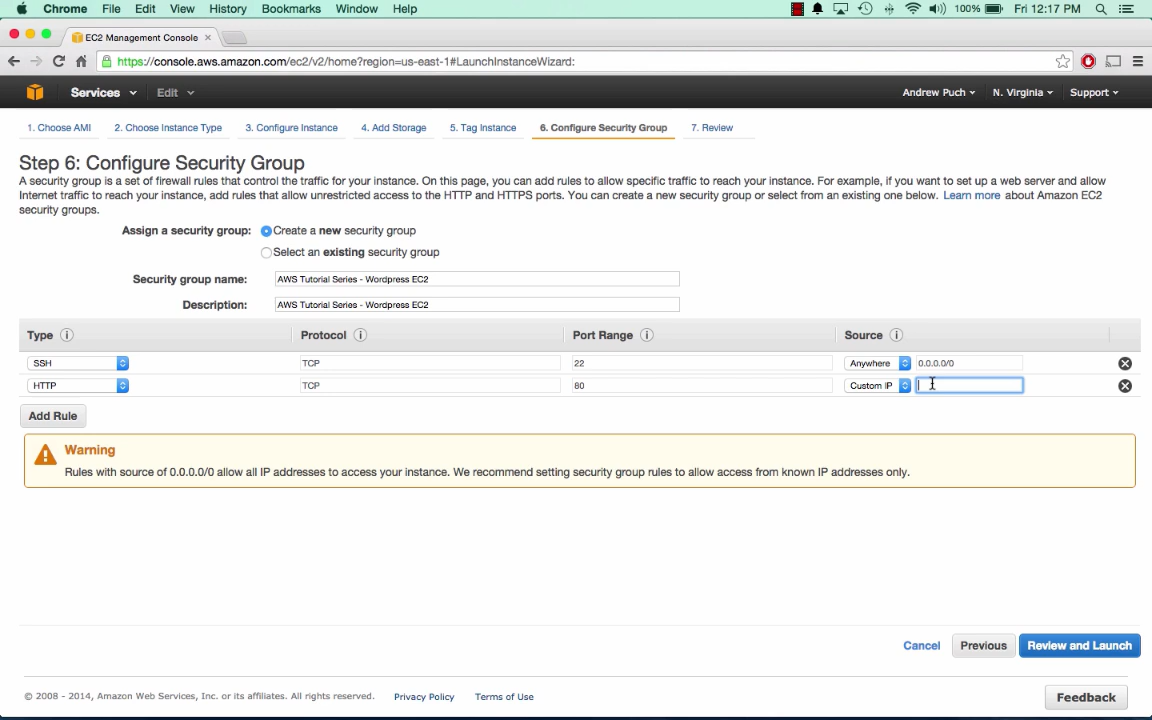 Chrome File Edit View History Bookmarks Window Help 100% Fri 12:17 PM
EC2 Management Console
https://console.aws.amazon.com/ec2/v2/home?region=us-east-1#LaunchInstanceWizard:
Services Edit Andrew Puch N. Virginia Support
1. Choose AMI 2. Choose Instance Type 3. Configure Instance 4. Add Storage 5. Tag Instance 6. Configure Security Group 7. Review
Step 6: Configure Security Group
A security group is a set of firewall rules that control the traffic for your instance. On this page, you can add rules to allow specific traffic to reach your instance. For example, if you want to set up a web server and allow
Internet traffic to reach your instance, add rules that allow unrestricted access to the HTTP and HTTPS ports. You can create a new security group or select from an existing one below. Learn more about Amazon EC2
security groups.
Assign a security group: Create a new security group
Select an existing security group
Security group name: AWS Tutorial Series - Wordpress EC2
Description: AWS Tutorial Series - Wordpress EC2
Type i Protocol i Port Range i Source i
SSH TCP 22 Anywhere 0.0.0.0/0
HTTP TCP 80 Custom IP
Add Rule
Warning
Rules with source of 0.0.0.0/0 allow all IP addresses to access your instance. We recommend setting security group rules to allow access from known IP addresses only.
Cancel Previous Review and Launch
© 2008 - 2014, Amazon Web Services, Inc. or its affiliates. All rights reserved. Privacy Policy Terms of Use Feedback